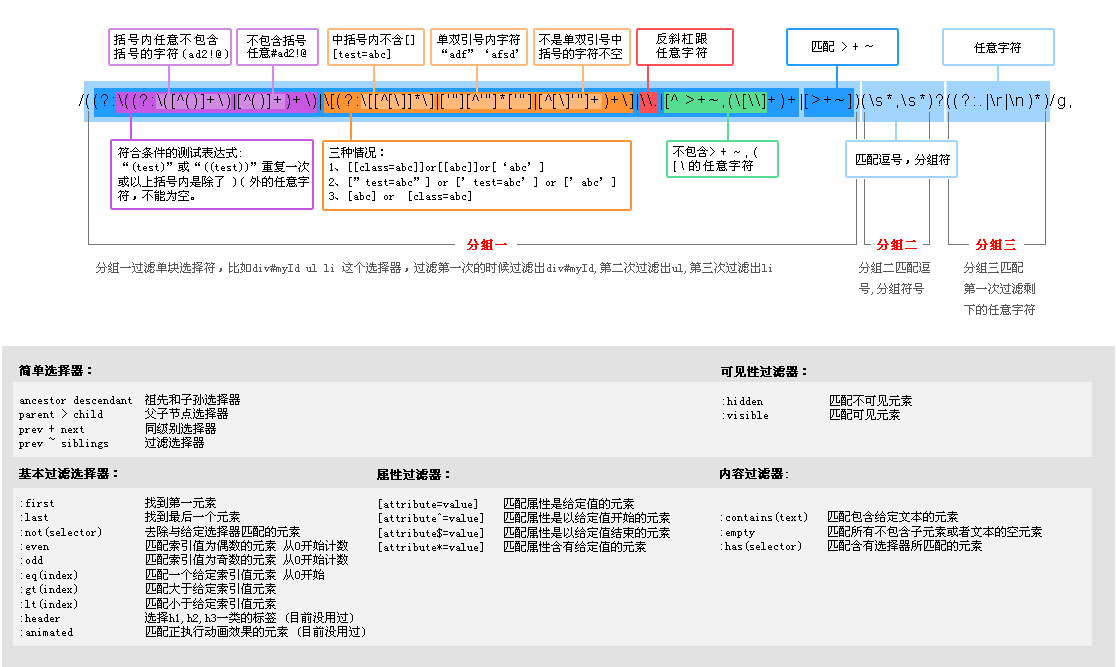 括号内任意不包含
括号的字符(ad2!@)
不包含括号
任意#ad2!@
中括号内不含[]
[test=abc]
单双引号内字符
“adf” ‘afsd’
不是单双引号中
括号的字符不空
反斜杠跟
任意字符
匹配 > + ~
任意字符
/((?:\((?:\([^()]+\)|[^()]+)+\)|\[(?:\[[^[\]]*\]|['"][^'"]*['"]|[^[\]'"]+)+\]|\\|[^ >+~,(\[\\]+)+|[>+~])(\s*,\s*)?((?:.|\r|\n)*)/g,
符合条件的测试表达式:
“(test)”或“((test))”重复一次
或以上括号内是除了 )( 外的任意字
符,不能为空。
三种情况:
1、[[class=abc]]or[[abc]]or[ ‘abc’ ]
2、[” test=abc” ] or [’ test=abc’ ] or [’ abc’ ]
3、[abc] or [class=abc]
不包含> + ~ , (
[ \ 的任意字符
匹配逗号,分组符
分组一
分组二
分组三
分组一过滤单块选择符,比如div#myId ul li 这个选择器,过滤第一次的时候过滤出div#myId,第二次过滤出ul,第三次过滤出li
分组二匹配逗
号,分组符号
分组三匹配
第一次过滤剩
下的任意字符
简单选择器:
ancestor descendant 祖先和子孙选择器
parent > child 父子节点选择器
prev + next 同级别选择器
prev ~ siblings 过滤选择器
可见性过滤器:
:hidden 匹配不可见元素
:visible 匹配可见元素
基本过滤选择器:
:first 找到第一元素
:last 找到最后一个元素
:not(selector) 去除与给定选择器匹配的元素
:even 匹配索引值为偶数的元素 从0开始计数
:odd 匹配索引值为奇数的元素 从0开始计数
:eq(index) 匹配一个给定索引值元素 从0开始
:gt(index) 匹配大于给定索引值元素
:lt(index) 匹配小于给定索引值元素
:header 选择h1,h2,h3一类的标签 (目前没用过)
:animated 匹配正执行动画效果的元素 (目前没用过)
属性过滤器:
[attribute=value] 匹配属性是给定值的元素
[attribute^=value] 匹配属性是以给定值开始的元素
[attribute$=value] 匹配属性是以给定值结束的元素
[attribute*=value] 匹配属性含有给定值的元素
内容过滤器:
:contains(text) 匹配包含给定文本的元素
:empty 匹配所有不包含子元素或者文本的空元素
:has(selector) 匹配含有选择器所匹配的元素